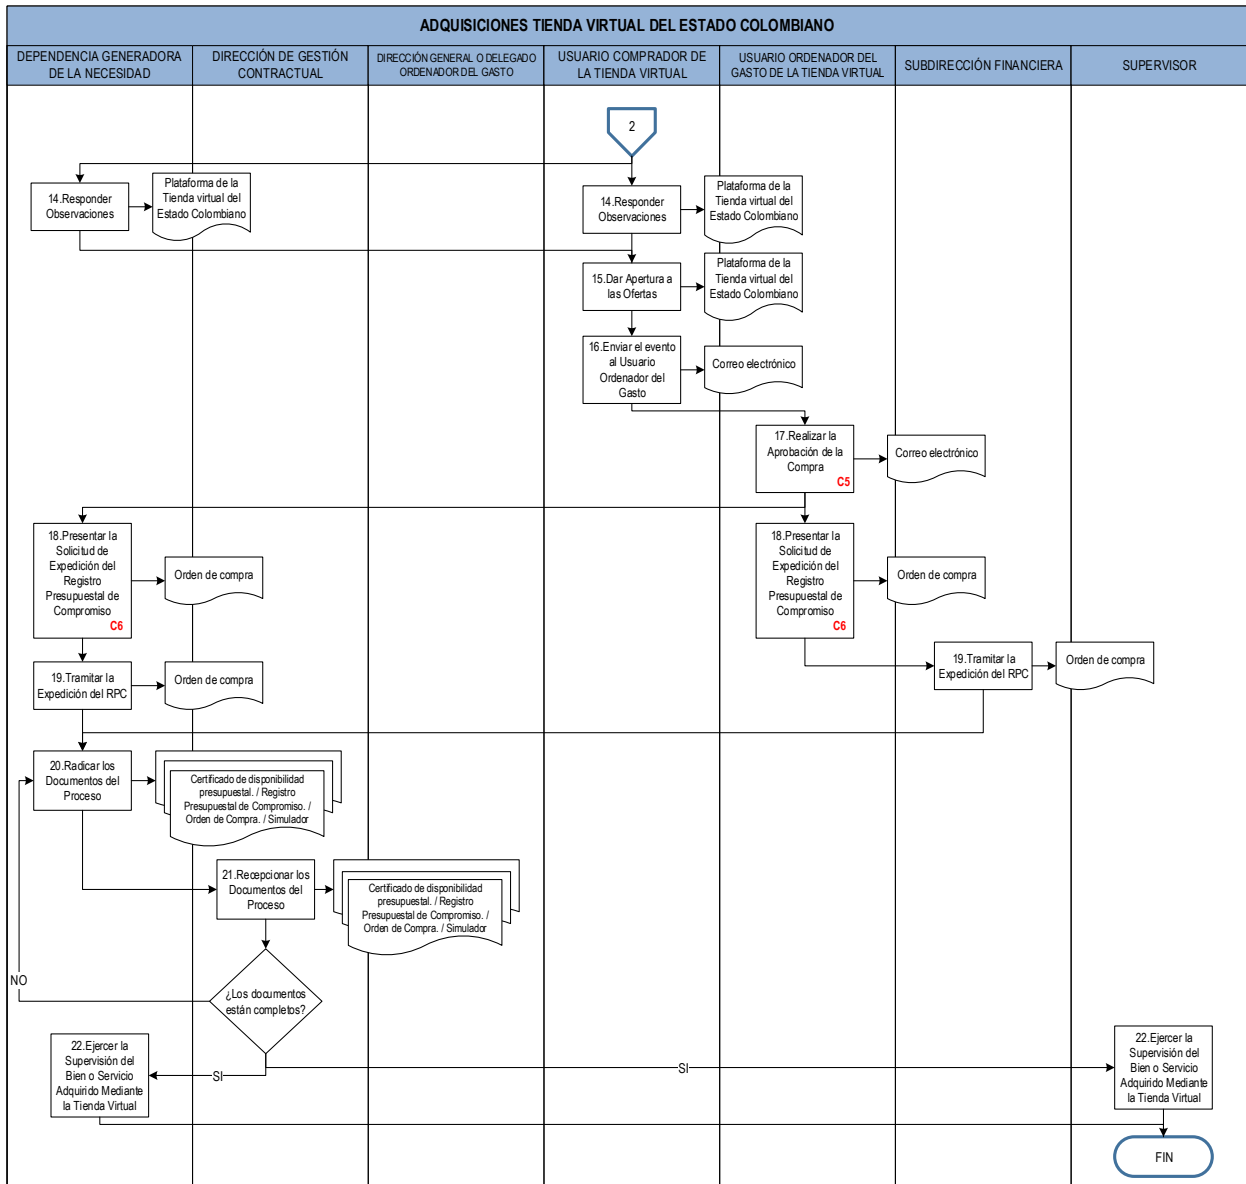 ADQUISICIONES TIENDA VIRTUAL DEL ESTADO COLOMBIANO
DEPENDENCIA GENERADORA
DE LA NECESIDAD
DIRECCIÓN DE GESTIÓN
CONTRACTUAL
DIRECCIÓN GENERAL O DELEGADO
ORDENADOR DEL GASTO
USUARIO COMPRADOR DE
LA TIENDA VIRTUAL
USUARIO ORDENADOR DEL
GASTO DE LA TIENDA VIRTUAL
SUBDIRECCIÓN FINANCIERA
SUPERVISOR
2
14.Responder
Observaciones
Plataforma de la
Tienda virtual del
Estado Colombiano
14.Responder
Observaciones
Plataforma de la
Tienda virtual del
Estado Colombiano
15.Dar Apertura a
las Ofertas
Plataforma de la
Tienda virtual del
Estado Colombiano
16.Enviar el evento
al Usuario
Ordenador del
Gasto
Correo electrónico
17.Realizar la
Aprobación de la
Compra
C5
Correo electrónico
18.Presentar la
Solicitud de
Expedición del
Registro
Presupuestal de
Compromiso
C6
Orden de compra
18.Presentar la
Solicitud de
Expedición del
Registro
Presupuestal de
Compromiso
C6
Orden de compra
19.Tramitar la
Expedición del RPC
Orden de compra
19.Tramitar la
Expedición del RPC
Orden de compra
20.Radicar los
Documentos del
Proceso
Certificado de disponibilidad
presupuestal. / Registro
Presupuestal de Compromiso. /
Orden de Compra. / Simulador
21.Recepcionar los
Documentos del
Proceso
Certificado de disponibilidad
presupuestal. / Registro
Presupuestal de Compromiso. /
Orden de Compra. / Simulador
NO
¿Los documentos
están completos?
22.Ejercer la
Supervisión del
Bien o Servicio
Adquirido Mediante
la Tienda Virtual
SI
SI
22.Ejercer la
Supervisión del
Bien o Servicio
Adquirido Mediante
la Tienda Virtual
FIN